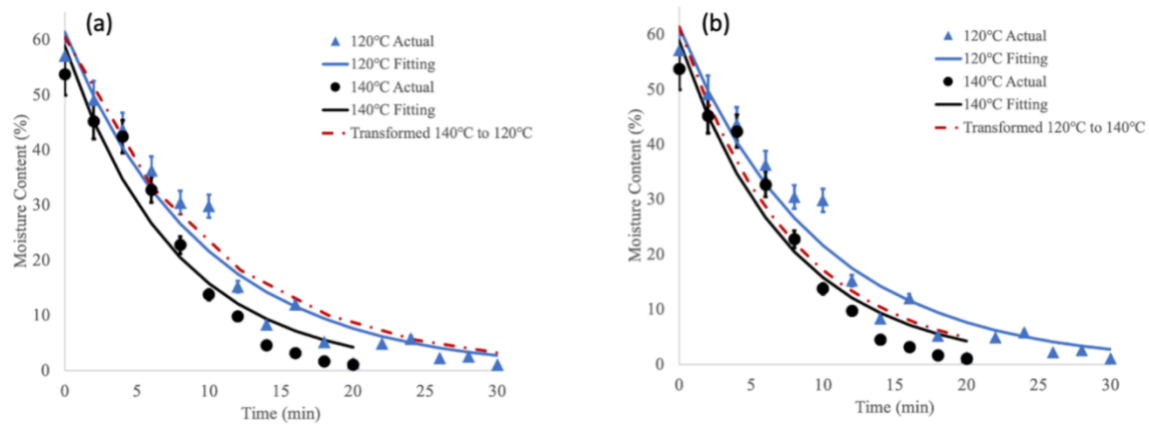 (a)
120℃ Actual
120℃ Fitting
140℃ Actual
140℃ Fitting
Transformed 140℃ to 120℃
Moisture Content (%)
60
50
40
30
20
10
0
0 5 10 15 20 25 30
Time (min)
(b)
120℃ Actual
120℃ Fitting
140℃ Actual
140℃ Fitting
Transformed 120℃ to 140℃
Moisture Content (%)
60
50
40
30
20
10
0
0 5 10 15 20 25 30
Time (min)